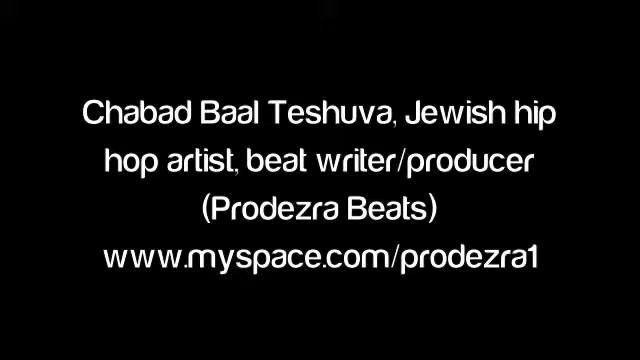 Chabad Baal Teshuva, Jewish hip
hop artist, beat writer/producer
(Prodezra Beats)
www.myspace.com/prodezra1